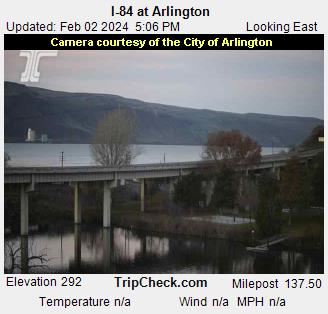 I-84 at Arlington
Updated: Feb 02 2024 5:06 PM Looking East
Camera courtesy of the City of Arlington
Elevation 292 TripCheck.com Milepost 137.50
Temperature n/a Wind n/a MPH n/a